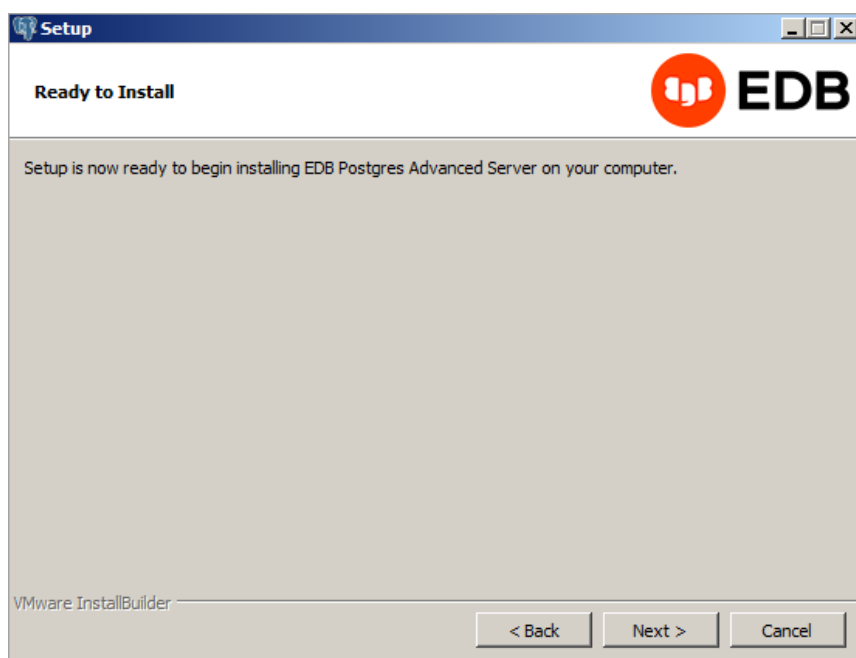 Setup
Ready to Install
EDB
Setup is now ready to begin installing EDB Postgres Advanced Server on your computer.
VMware InstallBuilder
< Back
Next >
Cancel